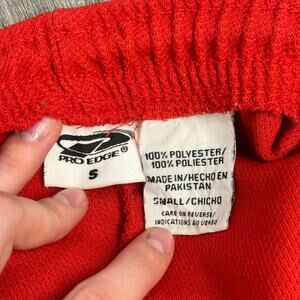 PRO EDGE®
S
100% POLYESTER/
100% POLIESTER
MADE IN/HECHO EN
PAKISTAN
SMALL/CHICHO
CARE ON REVERSE/
INDICATIONS AU VERSO